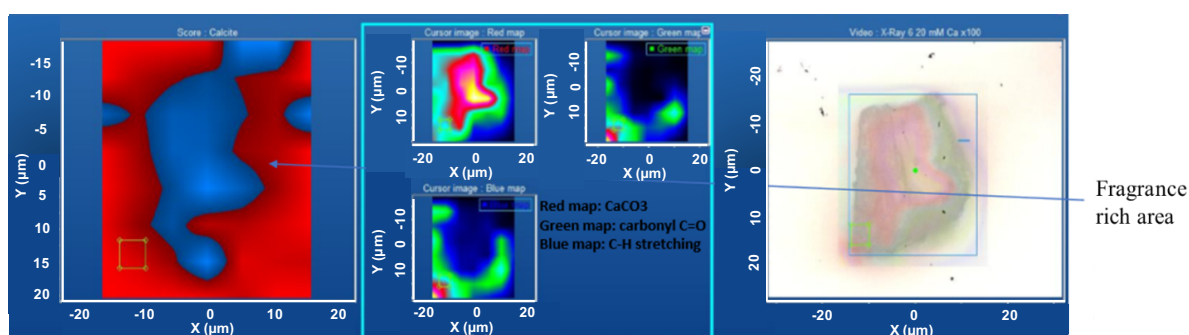 Score : Calcite
-15
-10
-5
0
5
10
15
20
Y (µm)
-20
-10
0
10
20
X (µm)
Cursor image : Red map
Red map
-10
0
10
Y (µm)
-20
0
20
X (µm)
Cursor image : Green map
Green map
-10
0
10
Y (µm)
-20
0
20
X (µm)
Cursor image : Blue map
-10
0
10
Y (µm)
-20
0
20
X (µm)
Red map: CaCO3
Green map: carbonyl C=O
Blue map: C-H stretching
Video : X-Ray 6 20 mM Ca x100
-20
-10
0
10
20
Y (µm)
-20
0
20
X (µm)
Fragrance
rich area